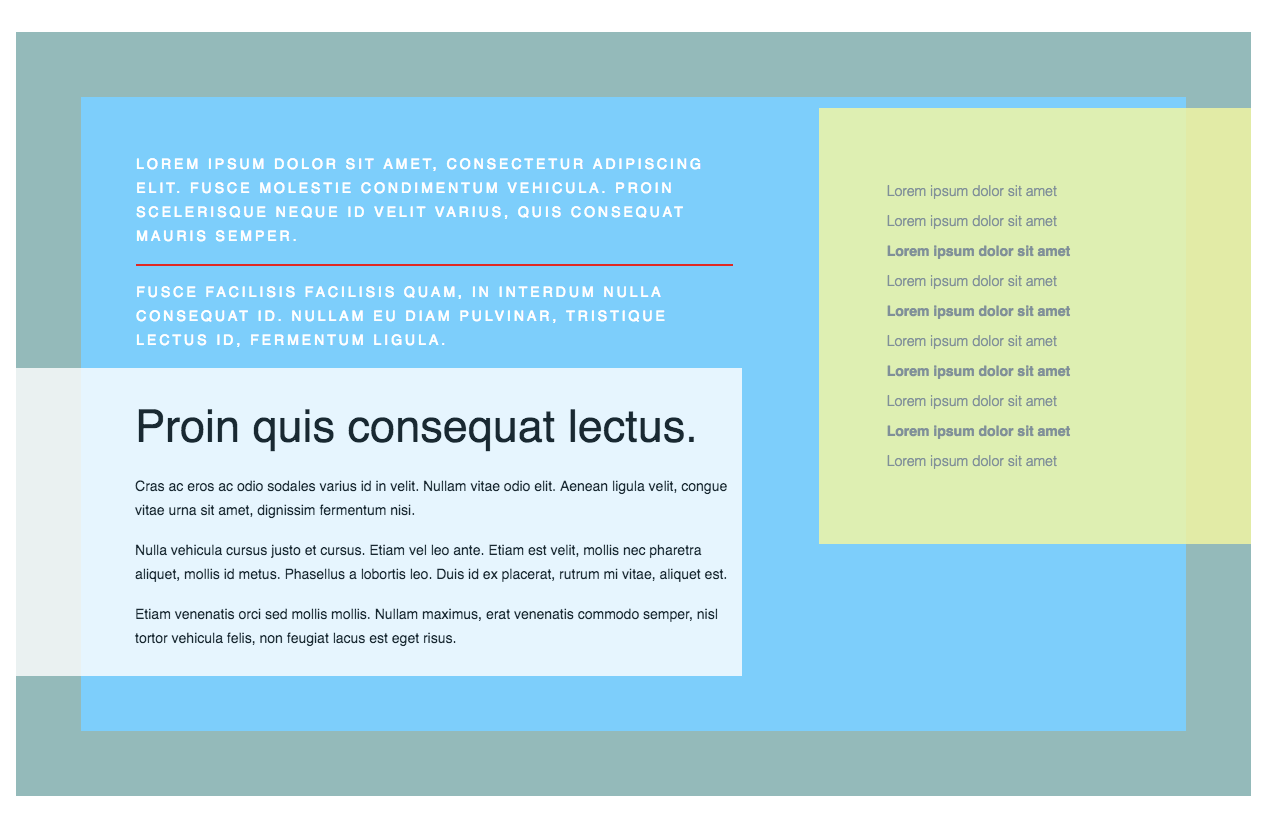 LOREM IPSUM DOLOR SIT AMET, CONSECTETUR ADIPISCING
ELIT. FUSCE MOLESTIE CONDIMENTUM VEHICULA. PROIN
SCELERISQUE NEQUE ID VELIT VARIUS, QUIS CONSEQUAT
MAURIS SEMPER.
FUSCE FACILISIS FACILISIS QUAM, IN INTERDUM NULLA
CONSEQUAT ID. NULLAM EU DIAM PULVINAR, TRISTIQUE
LECTUS ID, FERMENTUM LIGULA.
Proin quis consequat lectus.
Cras ac eros ac odio sodales varius id in velit. Nullam vitae odio elit. Aenean ligula velit, congue
vitae urna sit amet, dignissim fermentum nisi.
Nulla vehicula cursus justo et cursus. Etiam vel leo ante. Etiam est velit, mollis nec pharetra
aliquet, mollis id metus. Phasellus a lobortis leo. Duis id ex placerat, rutrum mi vitae, aliquet est.
Etiam venenatis orci sed mollis mollis. Nullam maximus, erat venenatis commodo semper, nisl
tortor vehicula felis, non feugiat lacus est eget risus.
Lorem ipsum dolor sit amet
Lorem ipsum dolor sit amet
Lorem ipsum dolor sit amet
Lorem ipsum dolor sit amet
Lorem ipsum dolor sit amet
Lorem ipsum dolor sit amet
Lorem ipsum dolor sit amet
Lorem ipsum dolor sit amet
Lorem ipsum dolor sit amet
Lorem ipsum dolor sit amet